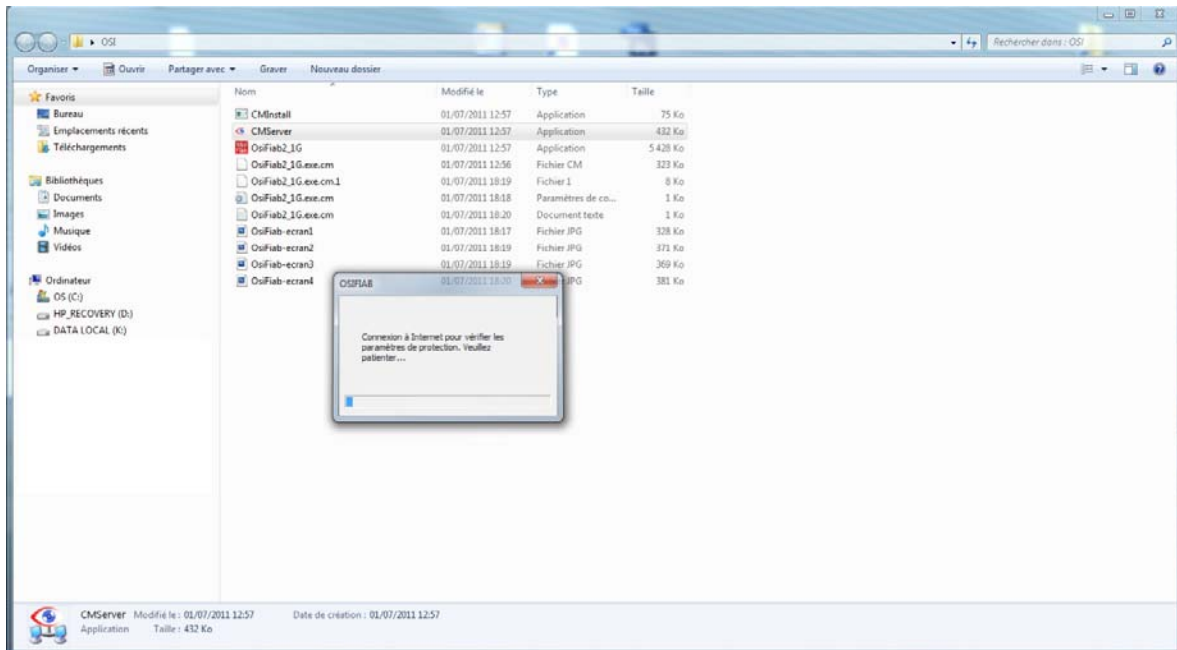 OSI
Rechercher dans : OSI
Organiser Ouvrir Partager avec Graver Nouveau dossier
Nom Modifié le Type Taille
Favoris
Bureau
Emplacements récents
Téléchargements
Bibliothèques
Documents
Images
Musique
Vidéos
Ordinateur
OS (C:)
HP_RECOVERY (D:)
DATA LOCAL (K:)
CMInstall 01/07/2011 12:57 Application 75 Ko
CMServer 01/07/2011 12:57 Application 432 Ko
OsiFiab2_1G 01/07/2011 12:57 Application 5 428 Ko
OsiFiab2_1G.exe.cm 01/07/2011 12:56 Fichier CM 323 Ko
OsiFiab2_1G.exe.cm.1 01/07/2011 18:19 Fichier 1 8 Ko
OsiFiab2_1G.exe.cm 01/07/2011 18:18 Paramètres de co... 1 Ko
OsiFiab2_1G.exe.cm 01/07/2011 18:20 Document texte 1 Ko
OsiFiab-ecran1 01/07/2011 18:17 Fichier JPG 328 Ko
OsiFiab-ecran2 01/07/2011 18:19 Fichier JPG 371 Ko
OsiFiab-ecran3 01/07/2011 18:19 Fichier JPG 369 Ko
OsiFiab-ecran4 01/07/2011 18:20 JPG 381 Ko
OSIFIAB
Connexion à Internet pour vérifier les
paramètres de protection. Veuillez
patienter...
CMServer Modifié le : 01/07/2011 12:57 Date de création : 01/07/2011 12:57
Application Taille : 432 Ko